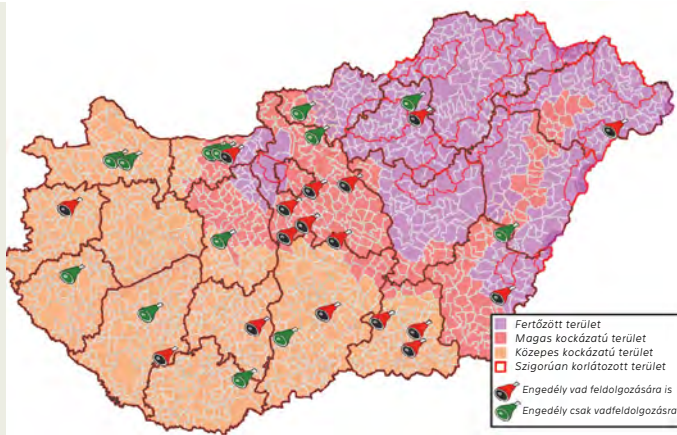 Fertőzött terület
Magas kockázatú terület
Közepes kockázatú terület
Szigorúan korlátozott terület
Engedély vad feldolgozására is
Engedély csak vadfeldolgozásra